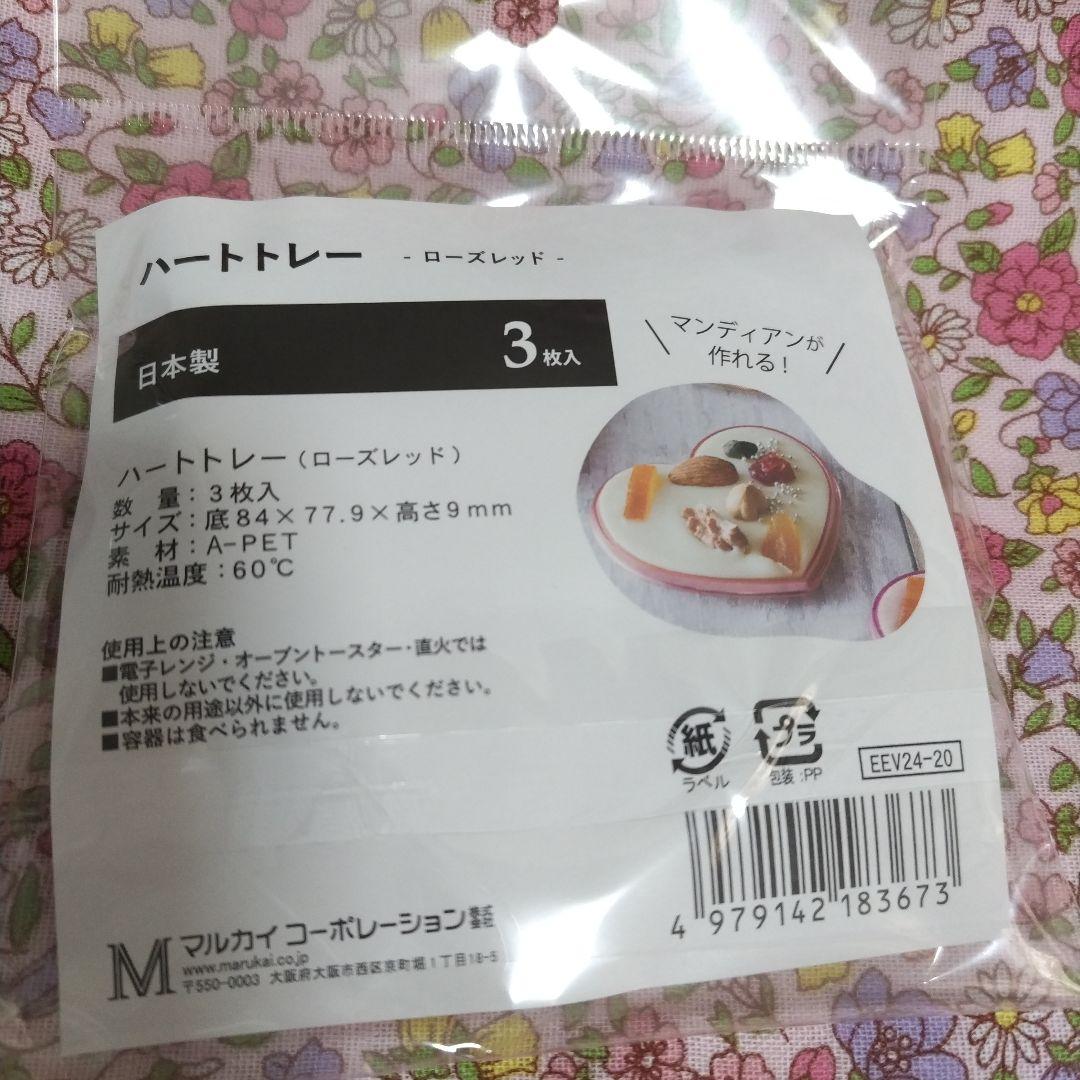 ハートトレー - ローズレッド -
日本製 3枚入
マンディアンが
作れる!
ハートトレー(ローズレッド)
数 量:3枚入
サイズ:底84×77.9×高さ9mm
素 材:A-PET
耐熱温度:60℃
使用上の注意
■電子レンジ・オーブントースター・直火では
使用しないでください。
■本来の用途以外に使用しないでください。
■容器は食べられません。
紙
ラベル
プラ
包装:PP
EEV24-20
4 979142 183673
M マルカイ コーポレーション株式会社
www.marukai.co.jp
〒550-0003 大阪府大阪市西区京町堀1丁目18-5